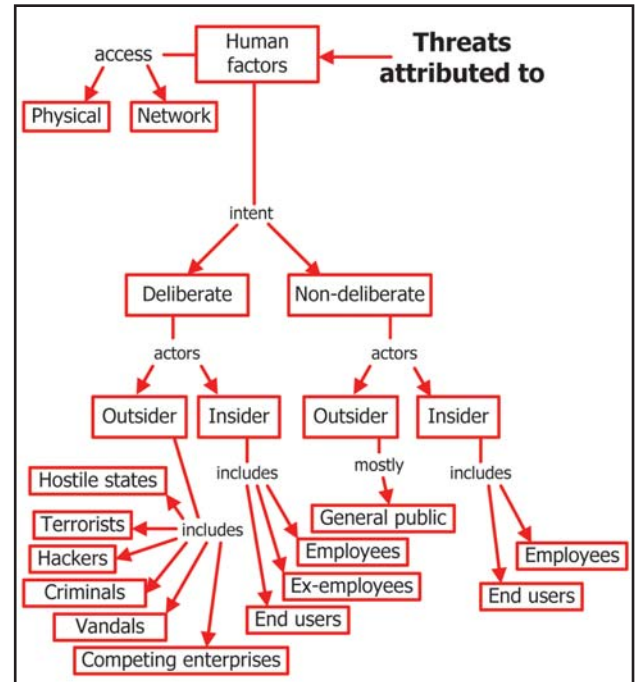 Threats
attributed to
Human
factors
access
Physical
Network
intent
Deliberate
Non-deliberate
actors
actors
Outsider
Insider
Outsider
Insider
includes
mostly
includes
Hostile states
Terrorists
Hackers
Criminals
Vandals
Competing enterprises
includes
Employees
Ex-employees
End users
General public
Employees
End users